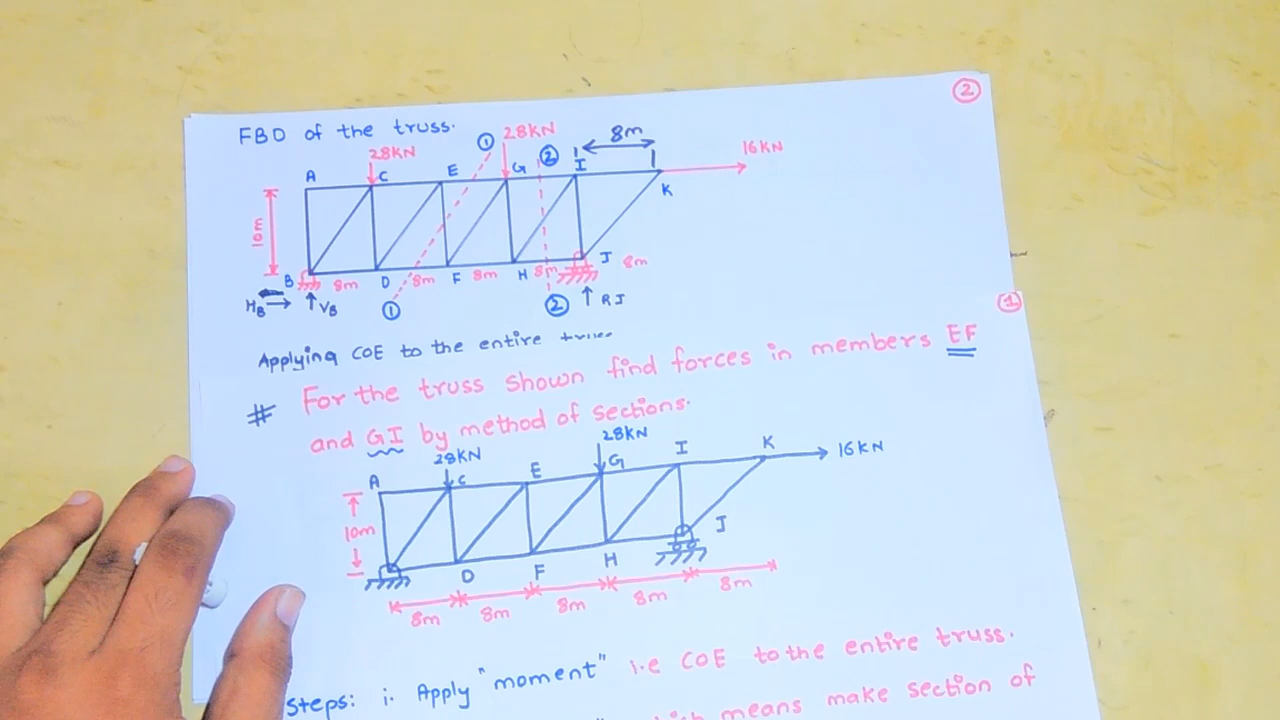 2
FBD of the truss.
1
28KN
2
8m
28KN
16KN
A
C
E
G
I
K
10m
B
8m
D
8m
F
8m
H
8m
J
8m
HB
VB
1
2
RJ
Applying COE to the entire
1
# For the truss shown find forces in members EF
and GI by method of sections.
28KN
28KN
A
C
E
G
I
K
16KN
10m
D
F
H
J
8m
8m
8m
8m
8m
Steps: i. Apply "moment" i.e COE to the entire truss.
means make section of